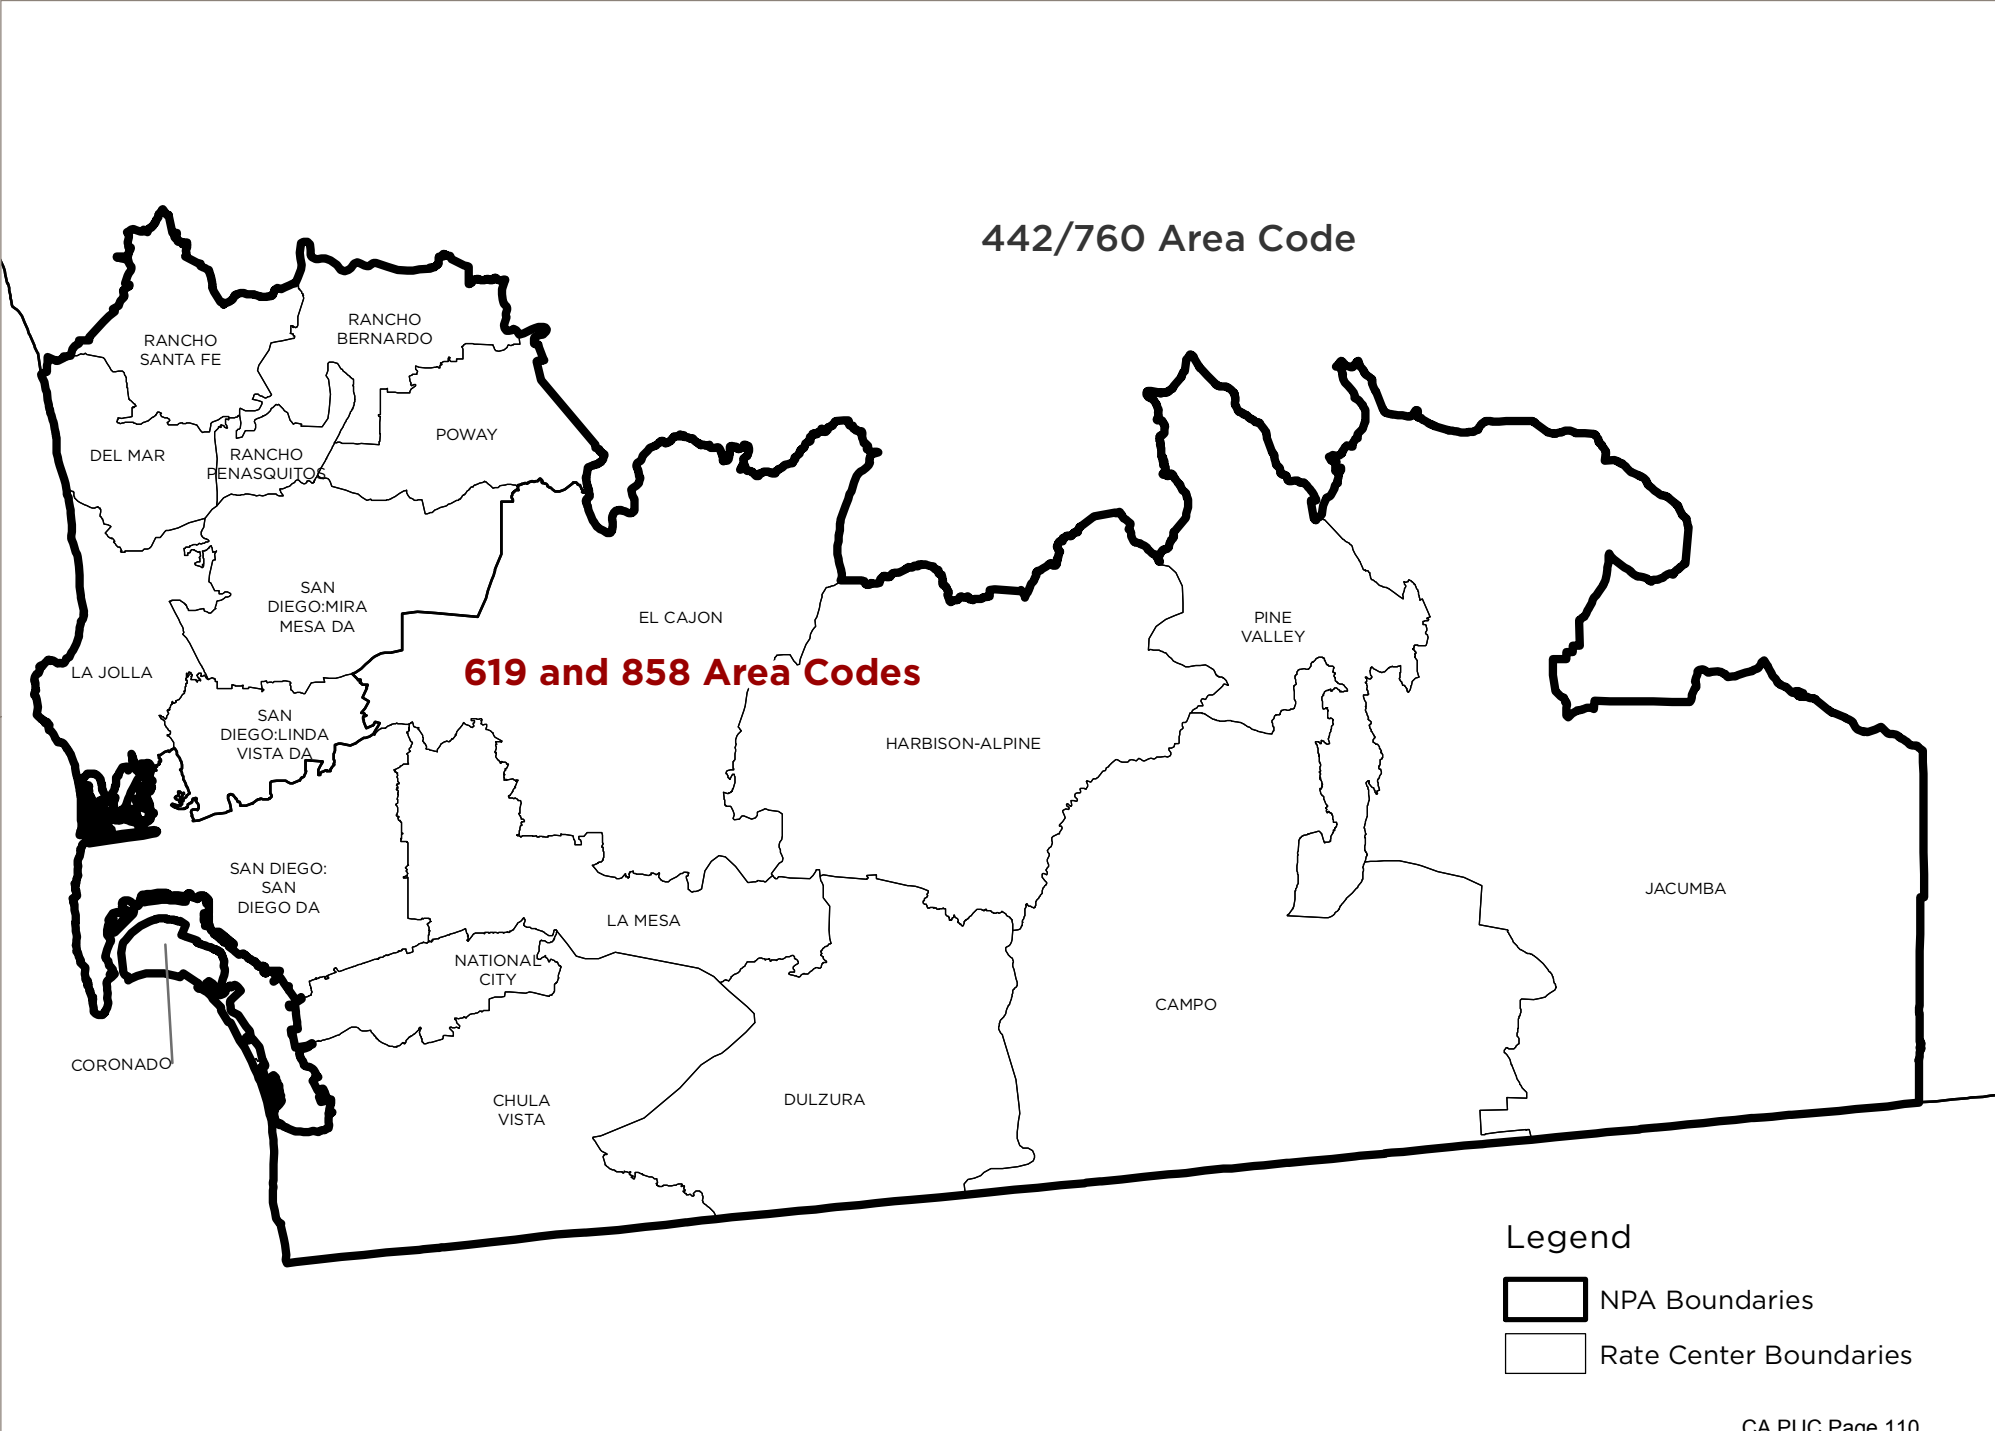 442/760 Area Code
RANCHO
SANTA FE
RANCHO
BERNARDO
DEL MAR
RANCHO
PENASQUITOS
POWAY
SAN
DIEGO:MIRA
MESA DA
EL CAJON
PINE
VALLEY
LA JOLLA
619 and 858 Area Codes
SAN
DIEGO:LINDA
VISTA DA
HARBISON-ALPINE
SAN DIEGO:
SAN
DIEGO DA
LA MESA
JACUMBA
NATIONAL
CITY
CAMPO
CORONADO
CHULA
VISTA
DULZURA
Legend
NPA Boundaries
Rate Center Boundaries
CA PUC Page 110